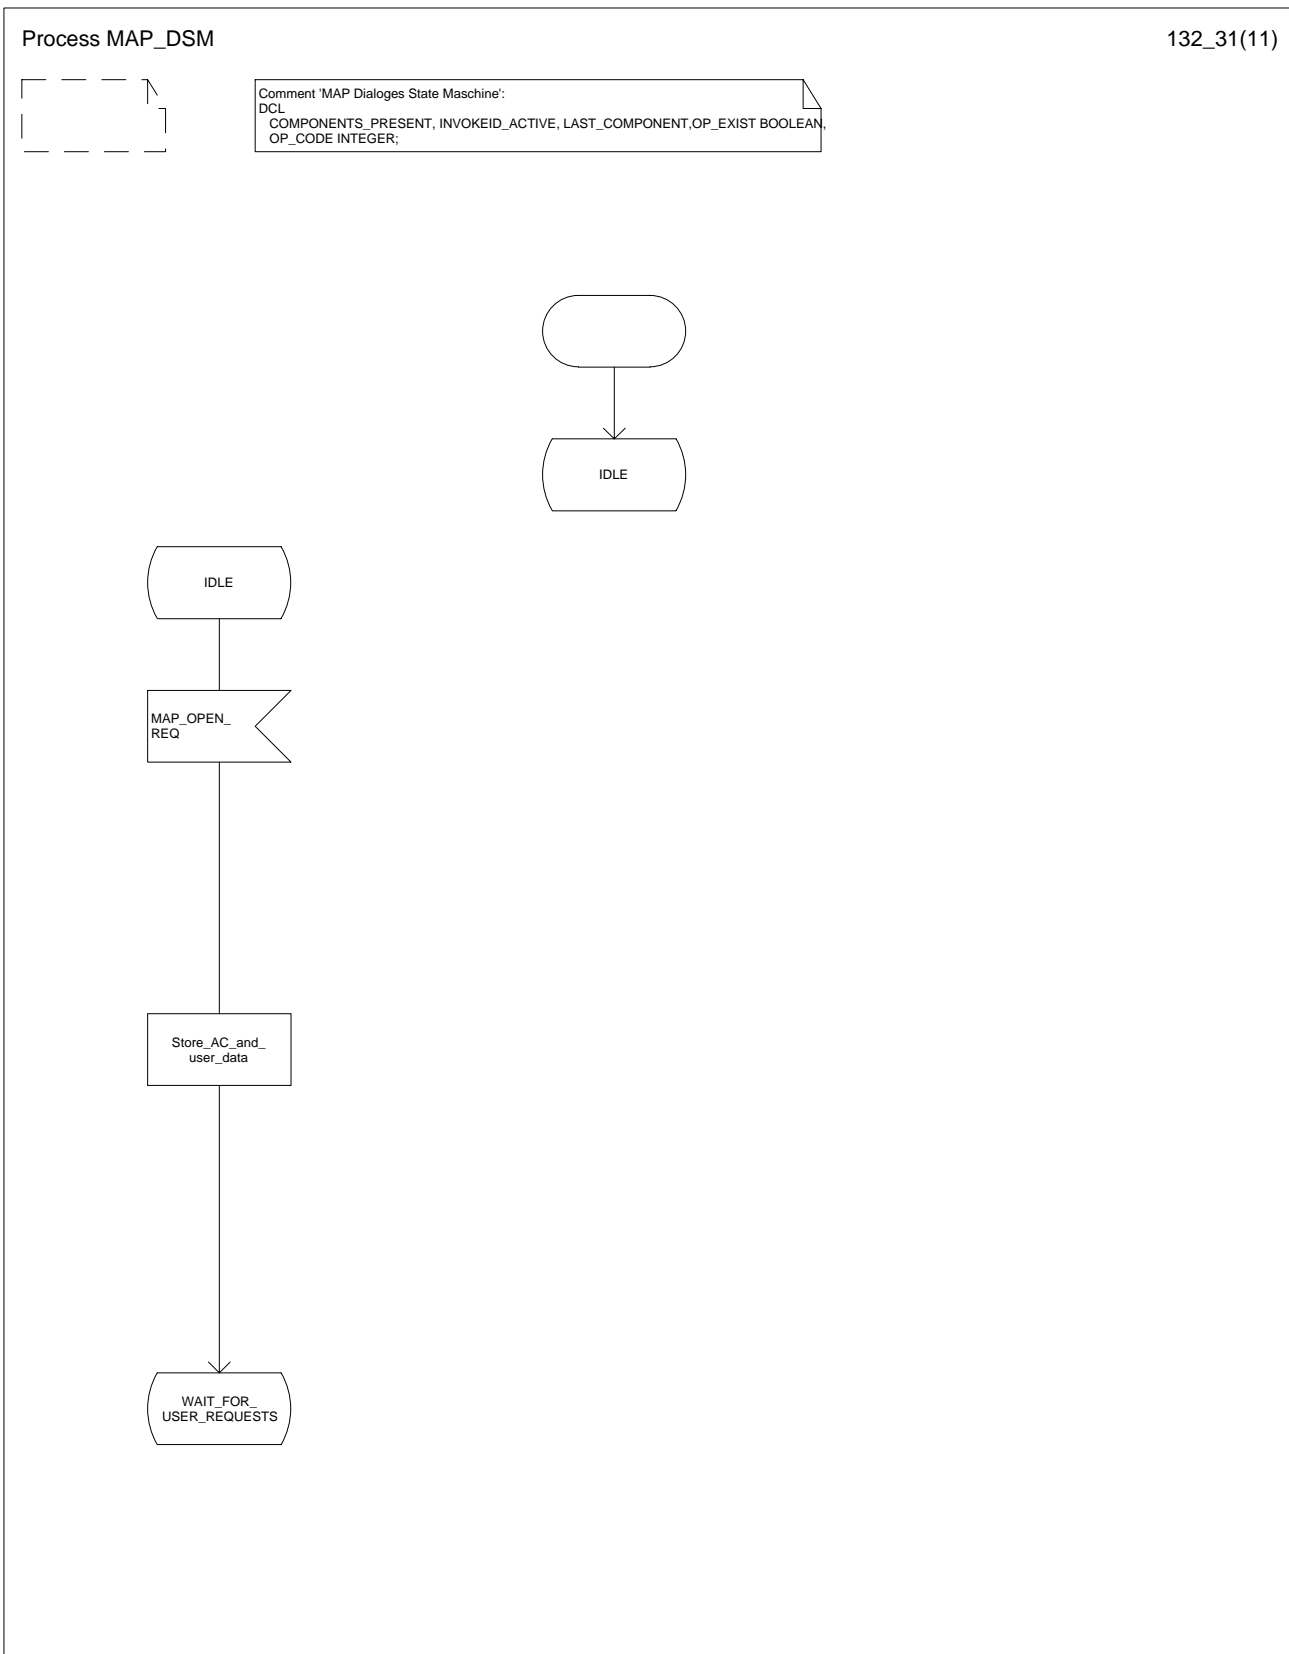 Process MAP_DSM
132_31(11)
Comment 'MAP Dialoges State Maschine':
DCL
COMPONENTS_PRESENT, INVOKEID_ACTIVE, LAST_COMPONENT,OP_EXIST BOOLEAN,
OP_CODE INTEGER;
IDLE
IDLE
MAP_OPEN_
REQ
Store_AC_and_
user_data
WAIT_FOR_
USER_REQUESTS